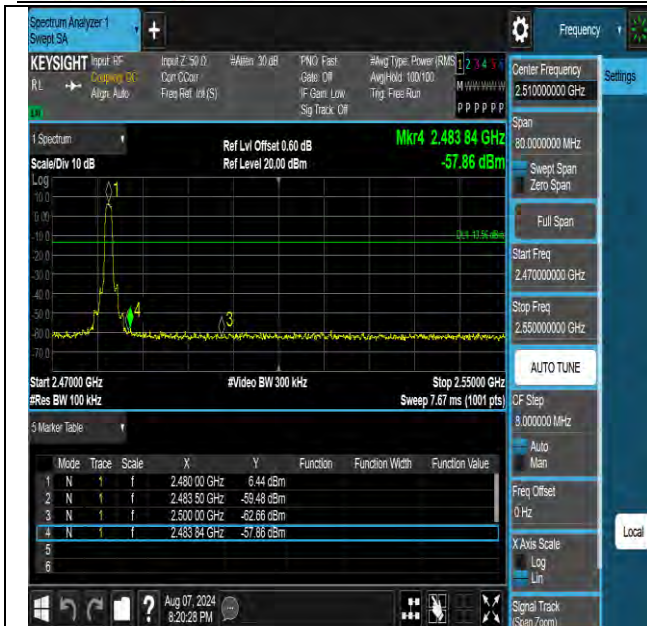 Spectrum Analyzer 1
Swept SA
+
Frequency
KEYSIGHT
RL
Input: RF
Coupling: DC
Align: Auto
Input Z: 50 Ω
Corr CCorr
Freq Ref: Int (S)
#Atten: 30 dB
PNO: Fast
Gate: Off
IF Gain: Low
Sig Track: Off
#Avg Type: Power (RMS
Avg|Hold: 100/100
Trig: Free Run
1 2 3 4 5 6
M W W W W W
P P P P P P
Settings
Center Frequency
2.510000000 GHz
Span
80.0000000 MHz
Swept Span
Zero Span
Full Span
Start Freq
2.470000000 GHz
Stop Freq
2.550000000 GHz
AUTO TUNE
CF Step
8.000000 MHz
Auto
Man
Freq Offset
0 Hz
X Axis Scale
Log
Lin
Signal Track
(Span Zoom)
Local
1 Spectrum
Scale/Div 10 dB
Ref Lvl Offset 0.60 dB
Ref Level 20.00 dBm
Mkr4 2.483 84 GHz
-57.86 dBm
Log
10.0
0.00
-10.0
-20.0
-30.0
-40.0
-50.0
-60.0
-70.0
1
4
3
DL1 -13.56 dBm
Start 2.47000 GHz
#Video BW 300 kHz
Stop 2.55000 GHz
#Res BW 100 kHz
Sweep 7.67 ms (1001 pts)
5 Marker Table
Mode Trace Scale X Y Function Function Width Function Value
1 N 1 f 2.480 00 GHz 6.44 dBm
2 N 1 f 2.483 50 GHz -59.48 dBm
3 N 1 f 2.500 00 GHz -62.66 dBm
4 N 1 f 2.483 84 GHz -57.86 dBm
5
6
?
Aug 07, 2024
8:20:28 PM